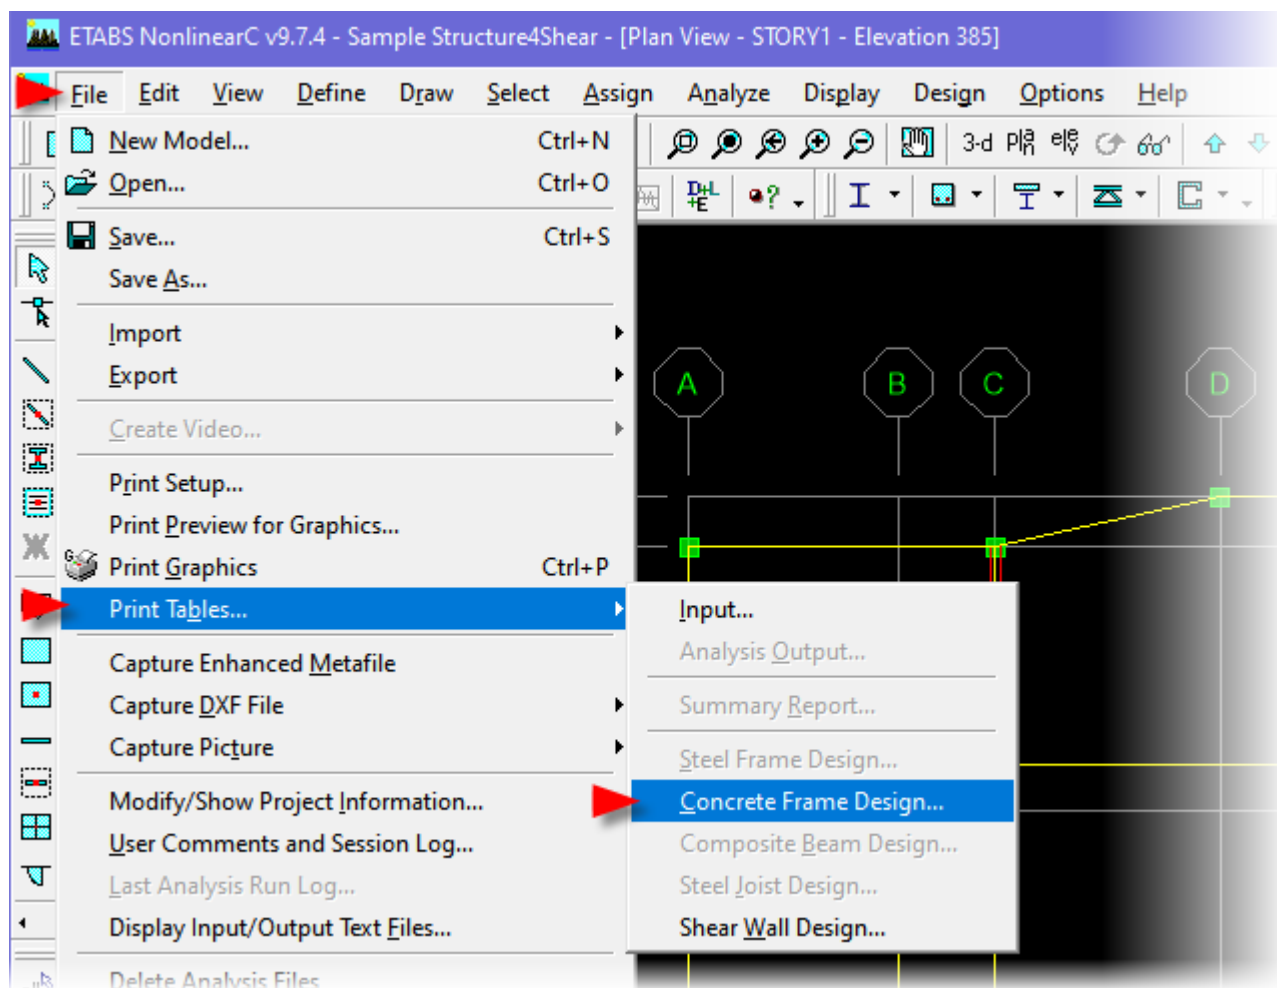 ETABS NonlinearC v9.7.4 - Sample Structure4Shear - [Plan View - STORY1 - Elevation 385]
File Edit View Define Draw Select Assign Analyze Display Design Options Help
New Model... Ctrl+N
3-d
Open... Ctrl+O
D+L
+E
Save... Ctrl+S
Save As...
Import
Export
A B C D
Create Video...
Print Setup...
Print Preview for Graphics...
Print Graphics Ctrl+P
Print Tables...
Input...
Analysis Output...
Capture Enhanced Metafile
Capture DXF File
Summary Report...
Capture Picture
Steel Frame Design...
Modify/Show Project Information...
Concrete Frame Design...
User Comments and Session Log...
Composite Beam Design...
Last Analysis Run Log...
Steel Joist Design...
Display Input/Output Text Files...
Shear Wall Design...
Delete Analysis Files